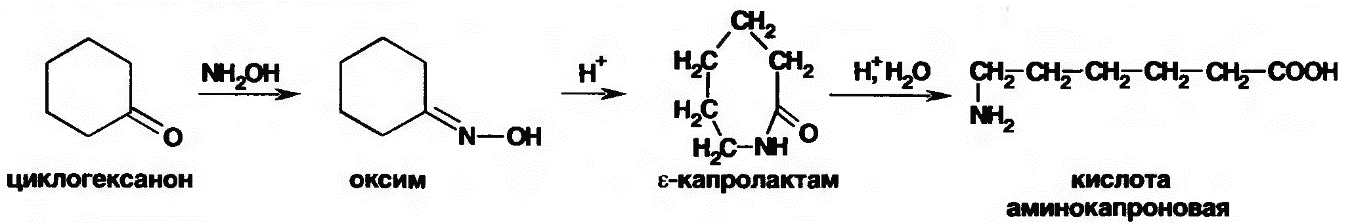 NH₂OH
O
N–OH
H⁺
CH₂
H₂C
CH₂
H₂C
O
H₂C–NH
H⁺, H₂O
CH₂–CH₂–CH₂–CH₂–CH₂–COOH
NH₂
циклогексанон
оксим
ε-капролактам
кислота
аминокапроновая